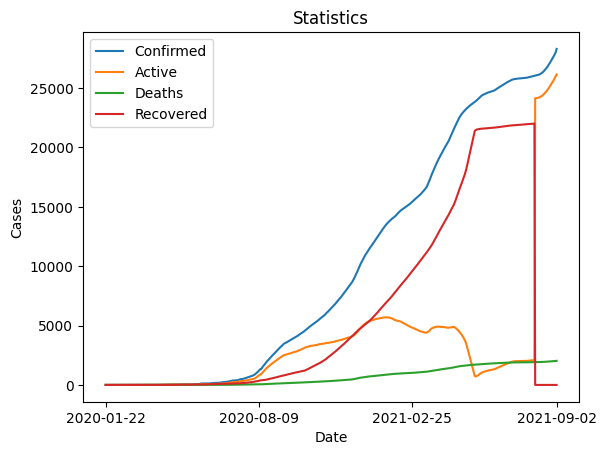 Statistics
Confirmed
Active
Deaths
Recovered
25000
20000
15000
10000
5000
0
Cases
2020-01-22
2020-08-09
2021-02-25
2021-09-02
Date